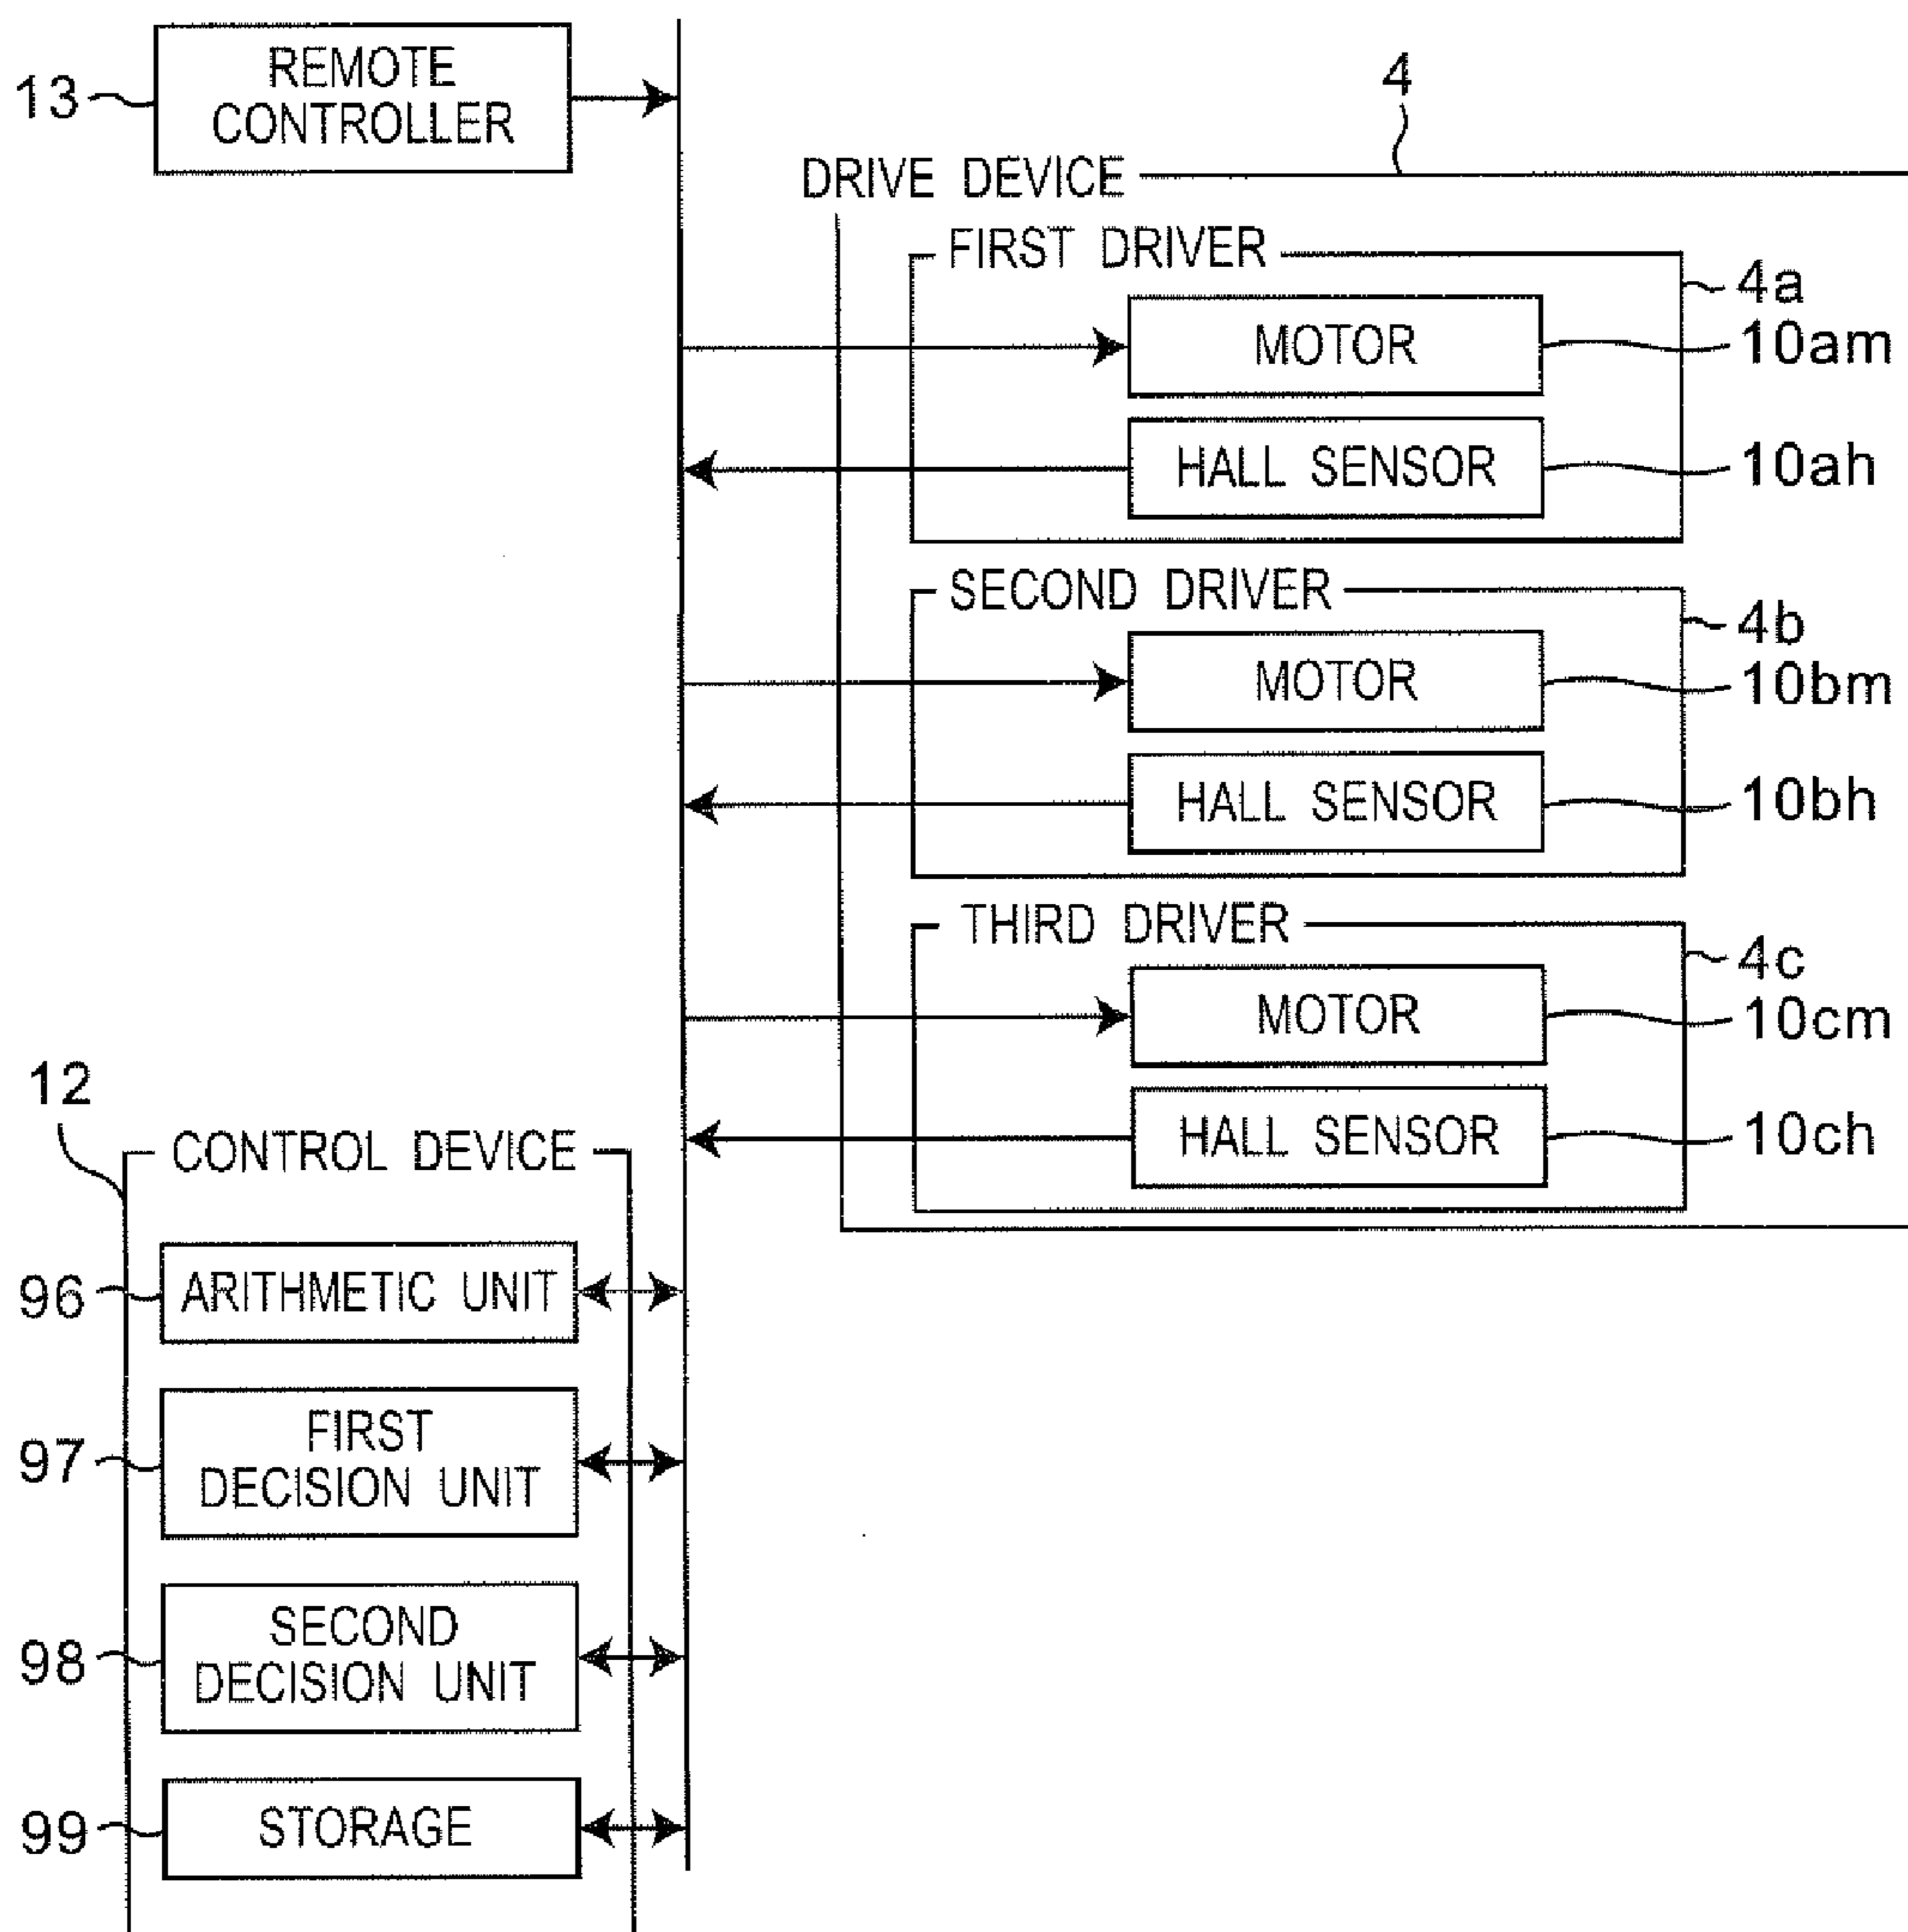 REMOTE
CONTROLLER
13
4
DRIVE DEVICE
FIRST DRIVER
4a
MOTOR
10am
HALL SENSOR
10ah
SECOND DRIVER
4b
MOTOR
10bm
HALL SENSOR
10bh
THIRD DRIVER
4c
MOTOR
10cm
HALL SENSOR
10ch
12
CONTROL DEVICE
96
ARITHMETIC UNIT
97
FIRST
DECISION UNIT
98
SECOND
DECISION UNIT
99
STORAGE